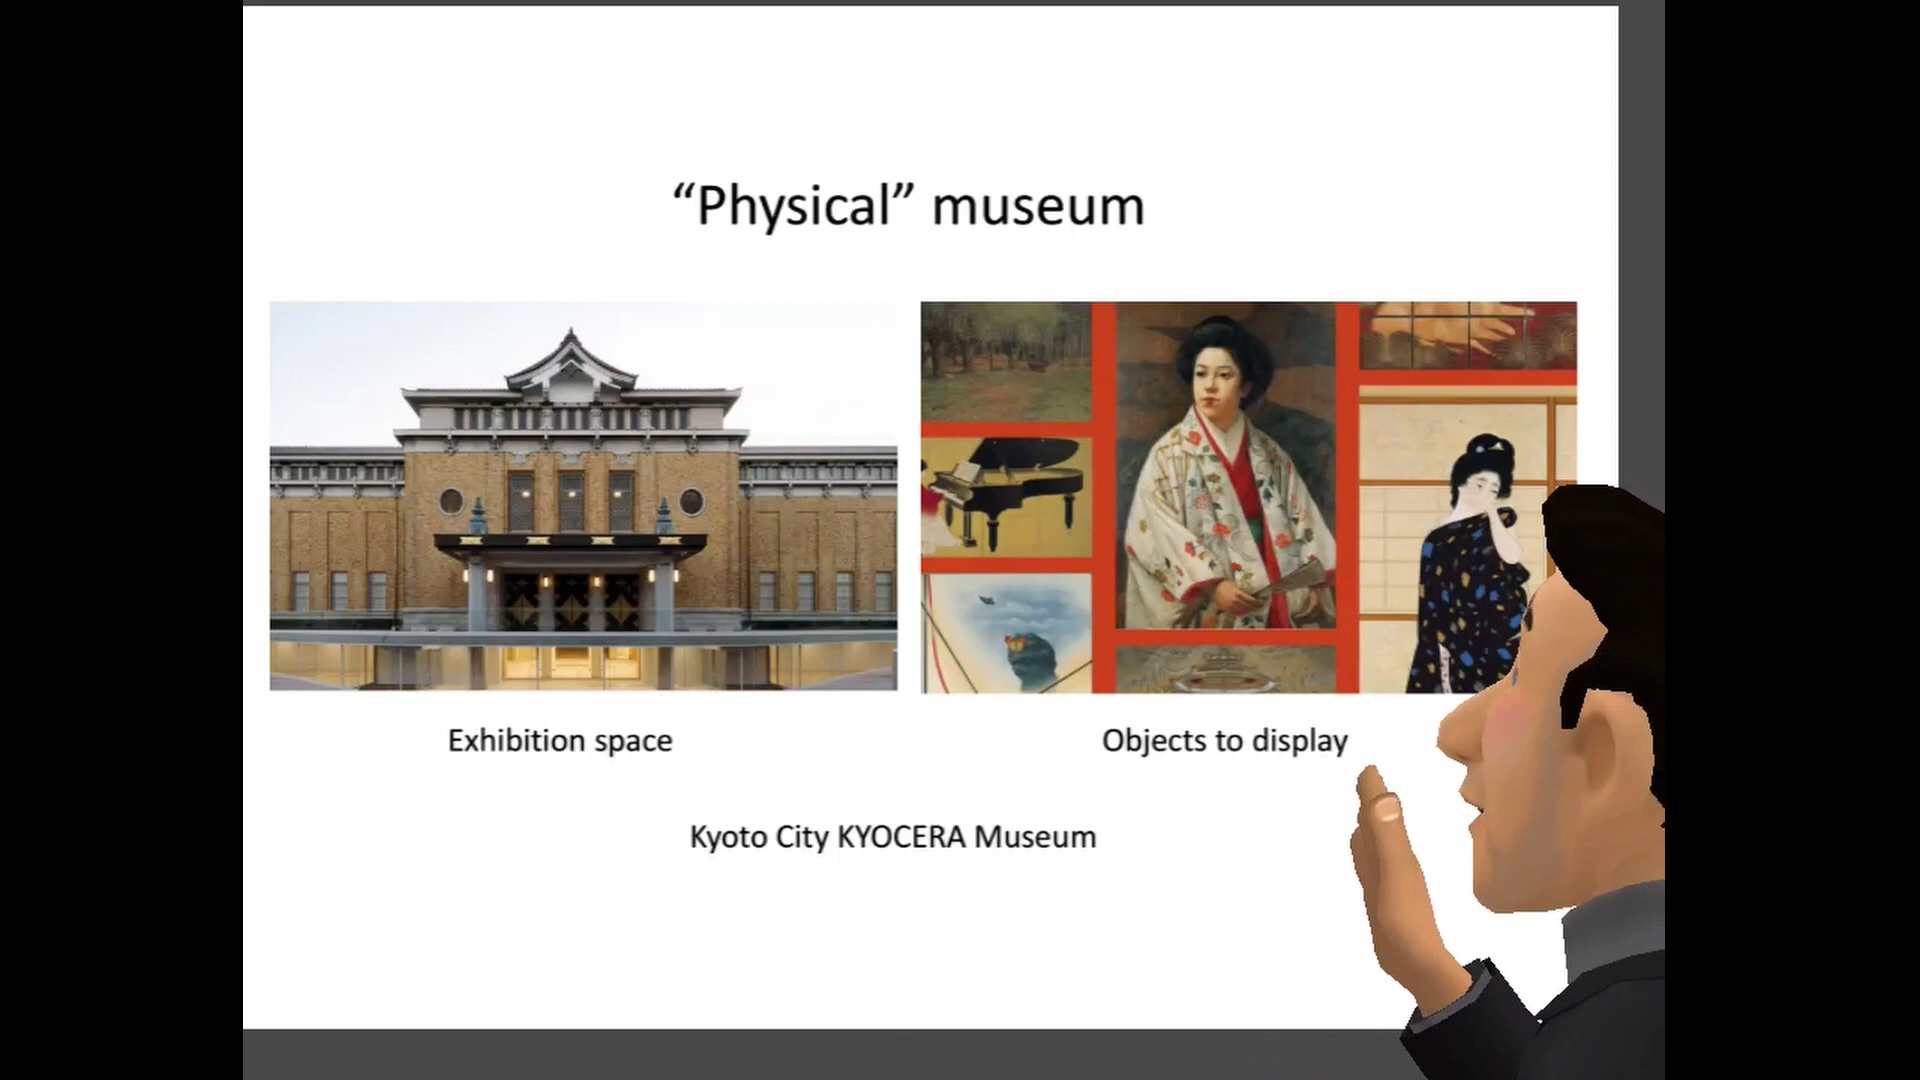 “Physical” museum
Exhibition space
Objects to display
Kyoto City KYOCERA Museum